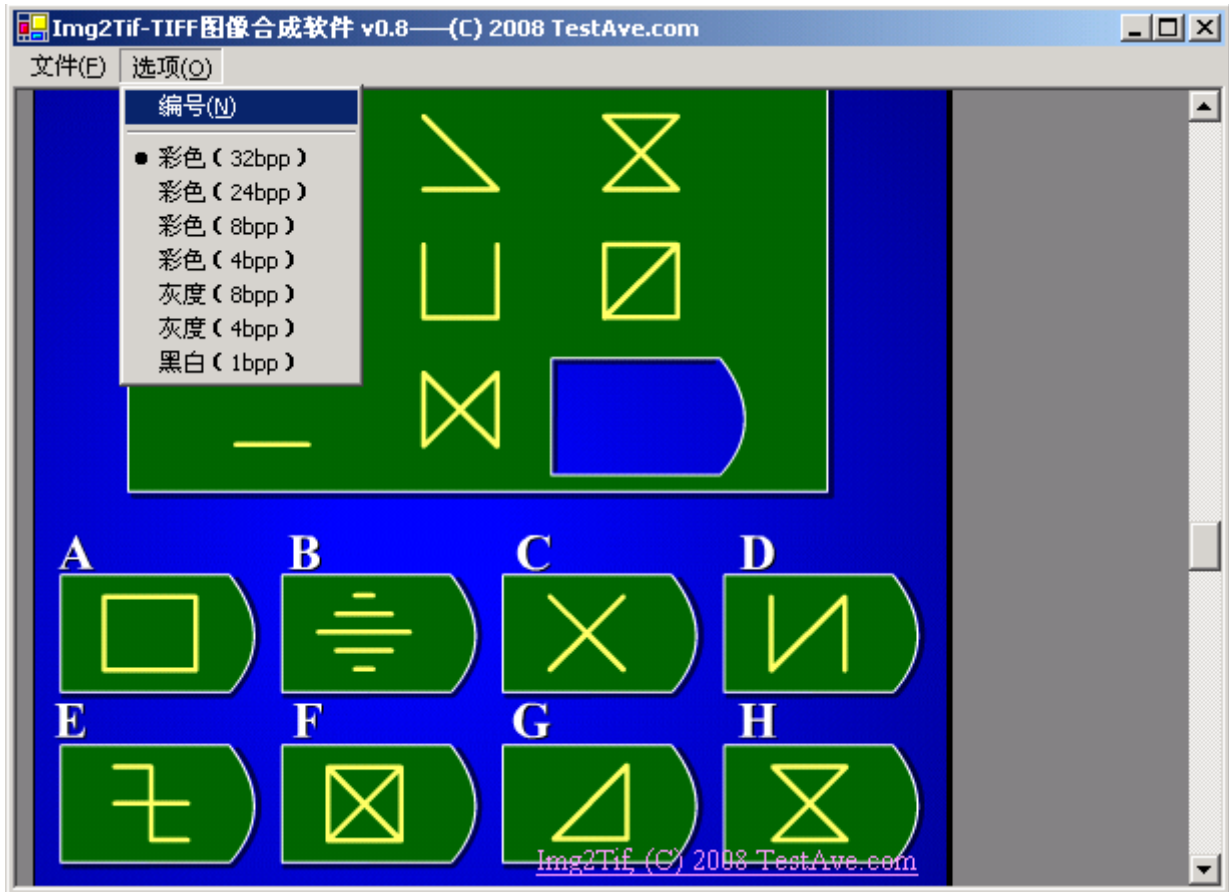 Img2Tif-TIFF图像合成软件 v0.8——(C) 2008 TestAve.com
文件(F) 选项(O)
编号(N)
彩色（32bpp）
彩色（24bpp）
彩色（8bpp）
彩色（4bpp）
灰度（8bpp）
灰度（4bpp）
黑白（1bpp）
A B C D
E F G H
Img2Tif, (C) 2008 TestAve.com